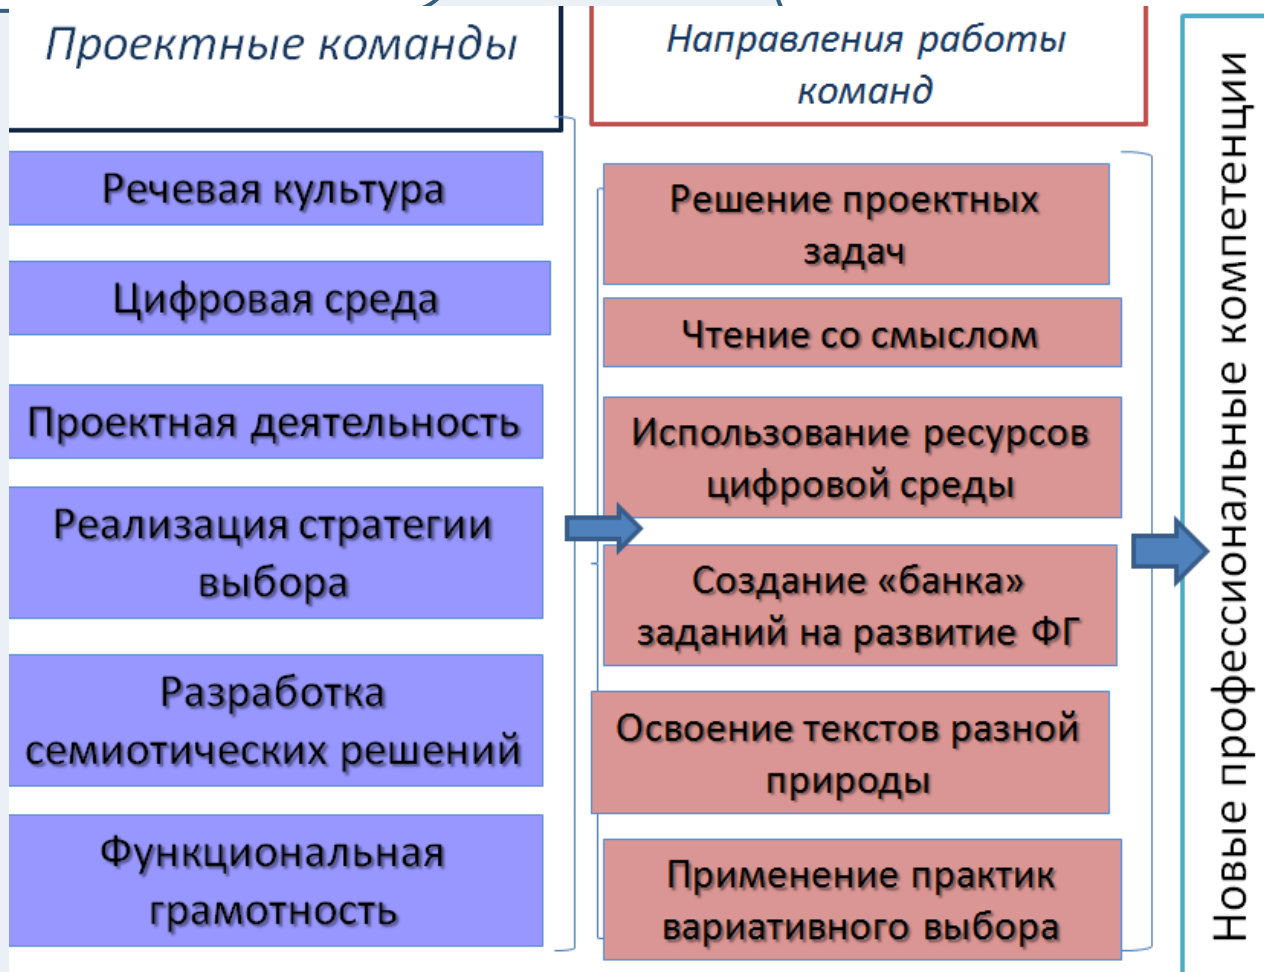 Проектные команды
Речевая культура
Цифровая среда
Проектная деятельность
Реализация стратегии
выбора
Разработка
семиотических решений
Функциональная
грамотность
Направления работы
команд
Решение проектных
задач
Чтение со смыслом
Использование ресурсов
цифровой среды
Создание «банка»
заданий на развитие ФГ
Освоение текстов разной
природы
Применение практик
вариативного выбора
Новые профессиональные компетенции